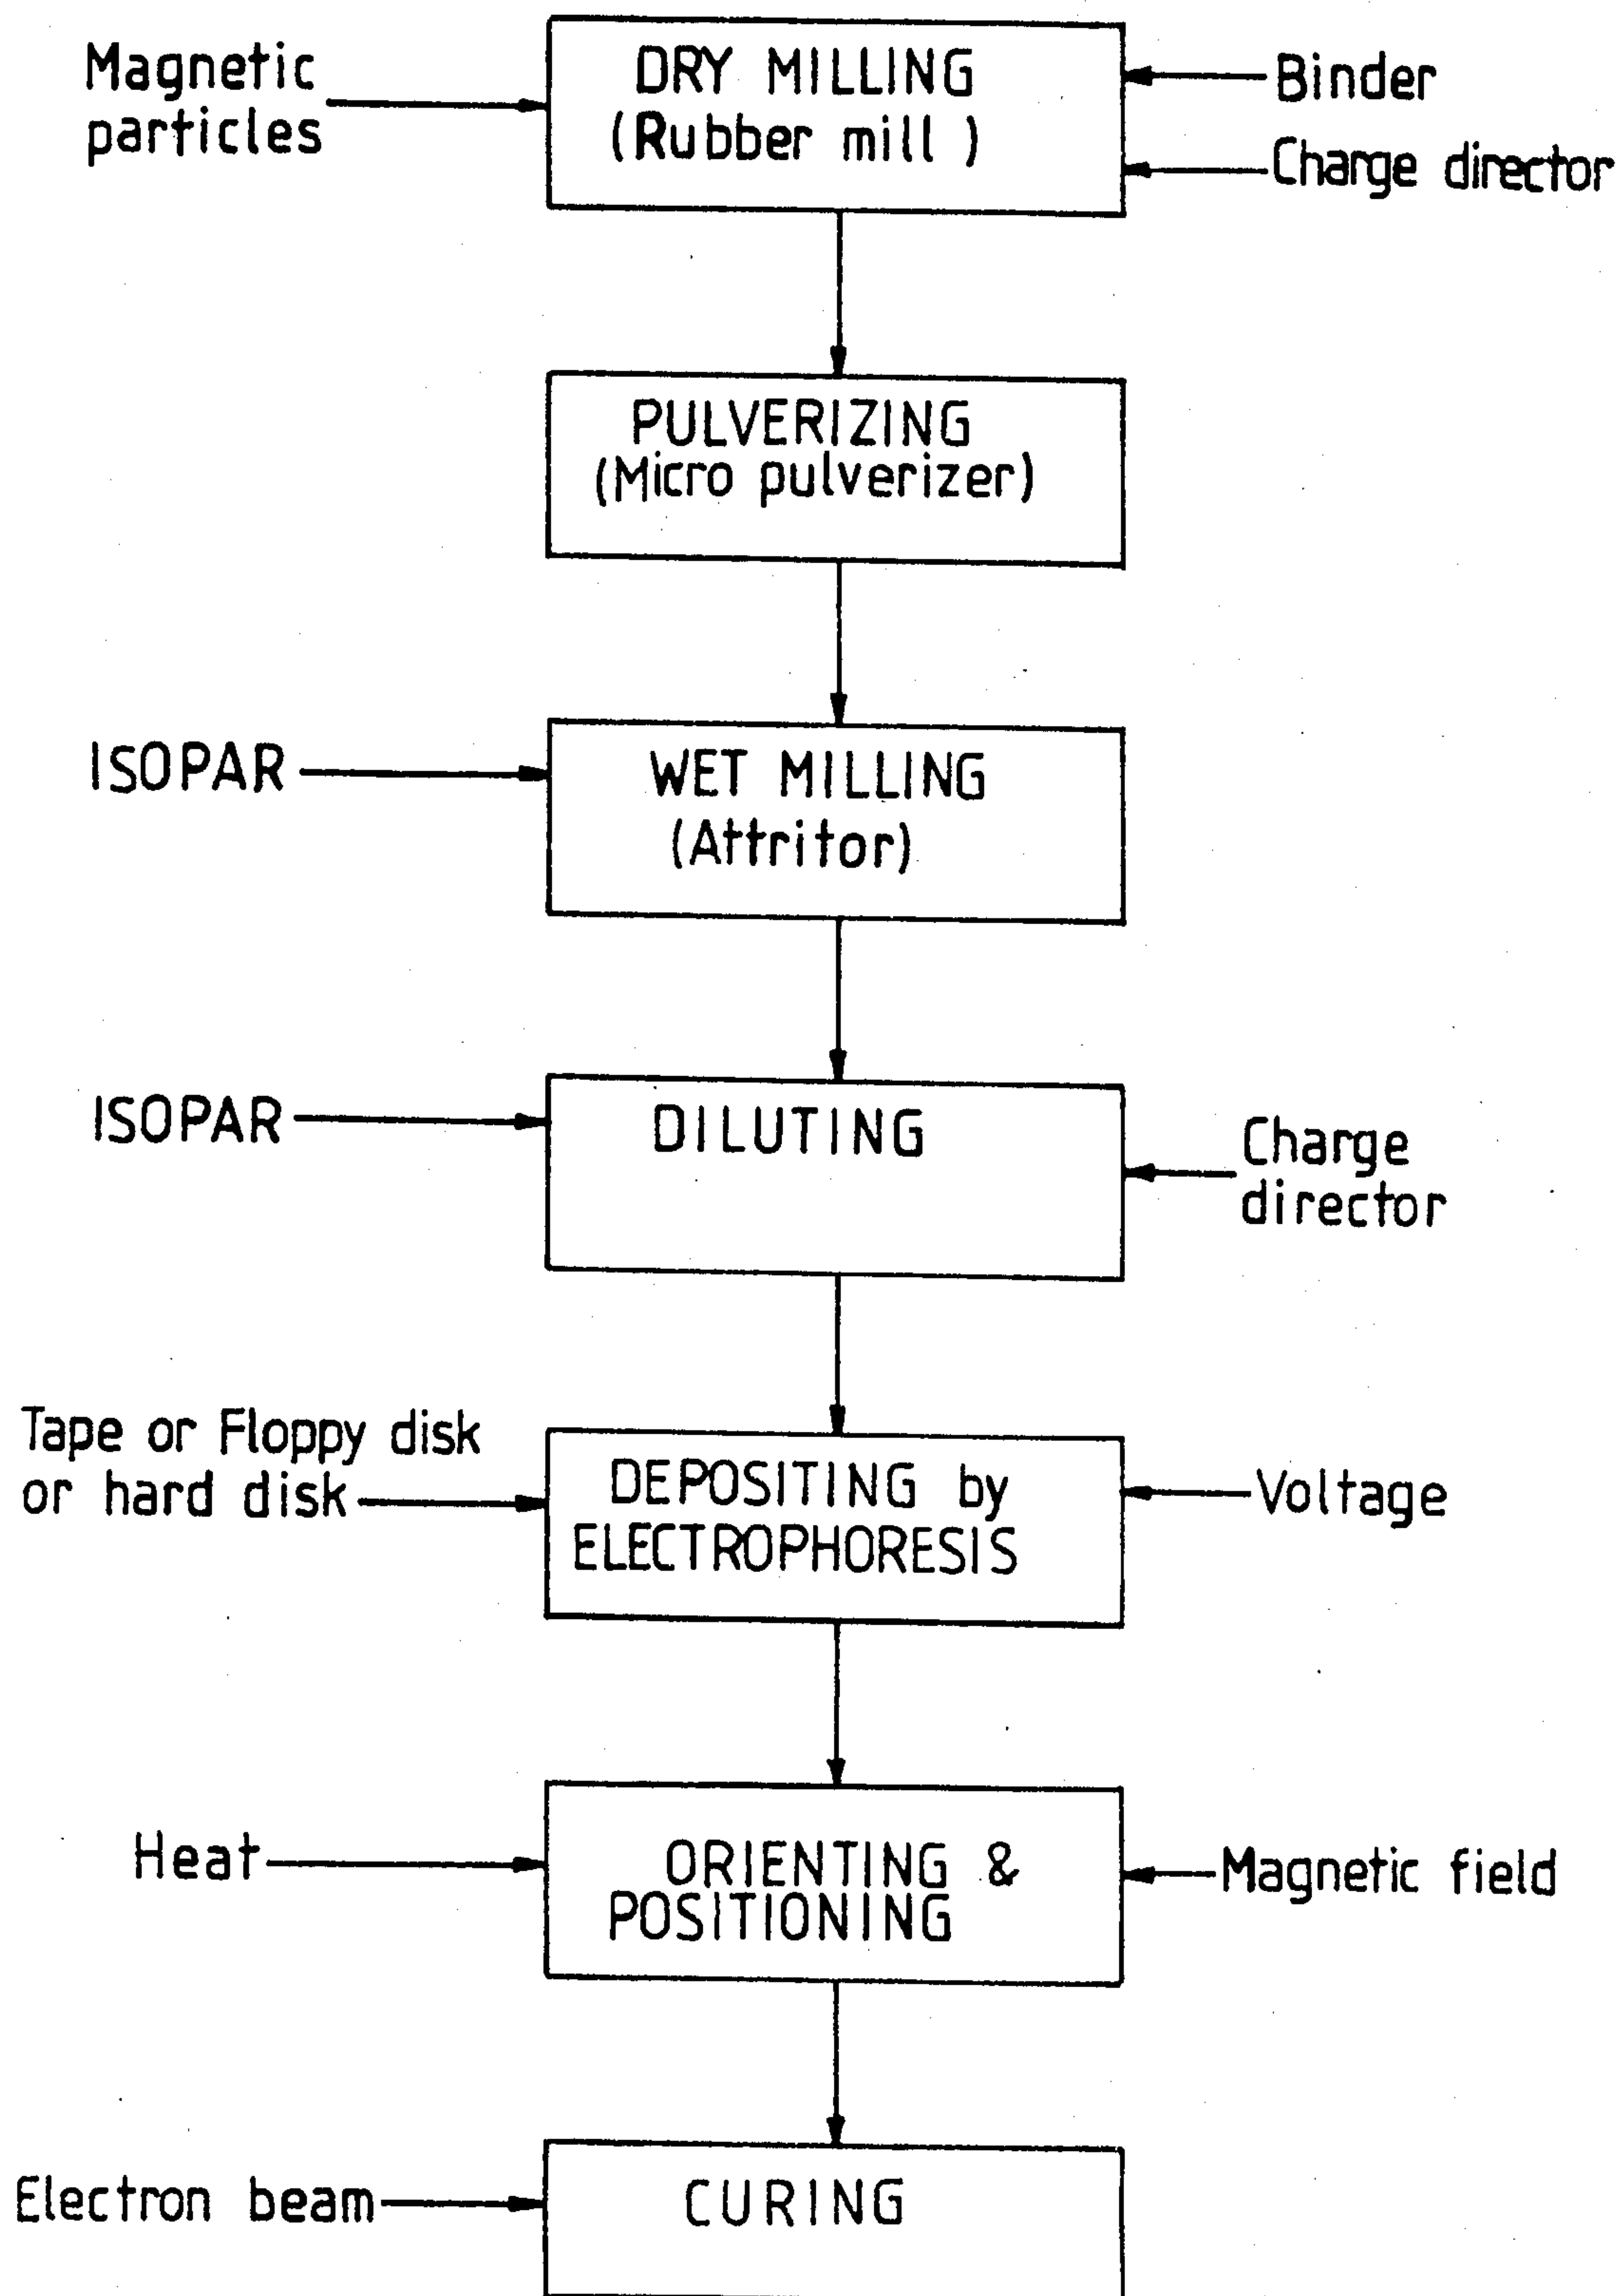 Magnetic
particles
DRY MILLING
(Rubber mill )
Binder
Charge director
PULVERIZING
(Micro pulverizer)
ISOPAR
WET MILLING
(Attritor)
ISOPAR
DILUTING
Charge
director
Tape or Floppy disk
or hard disk
DEPOSITING by
ELECTROPHORESIS
Voltage
Heat
ORIENTING &
POSITIONING
Magnetic field
Electron beam
CURING